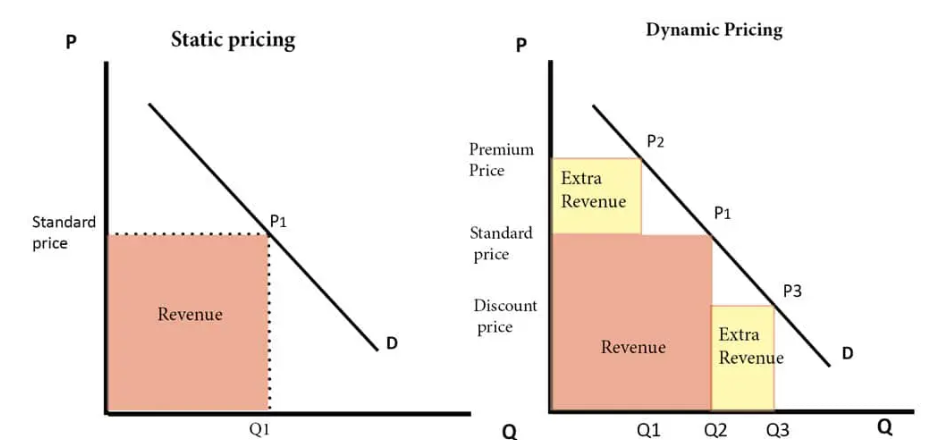 Static pricing
P
Standard
price
P1
Revenue
D
Q1
Q
Dynamic Pricing
P
Premium
Price
P2
Extra
Revenue
Standard
price
P1
Discount
price
P3
Revenue
Extra
Revenue
D
Q1
Q2
Q3
Q